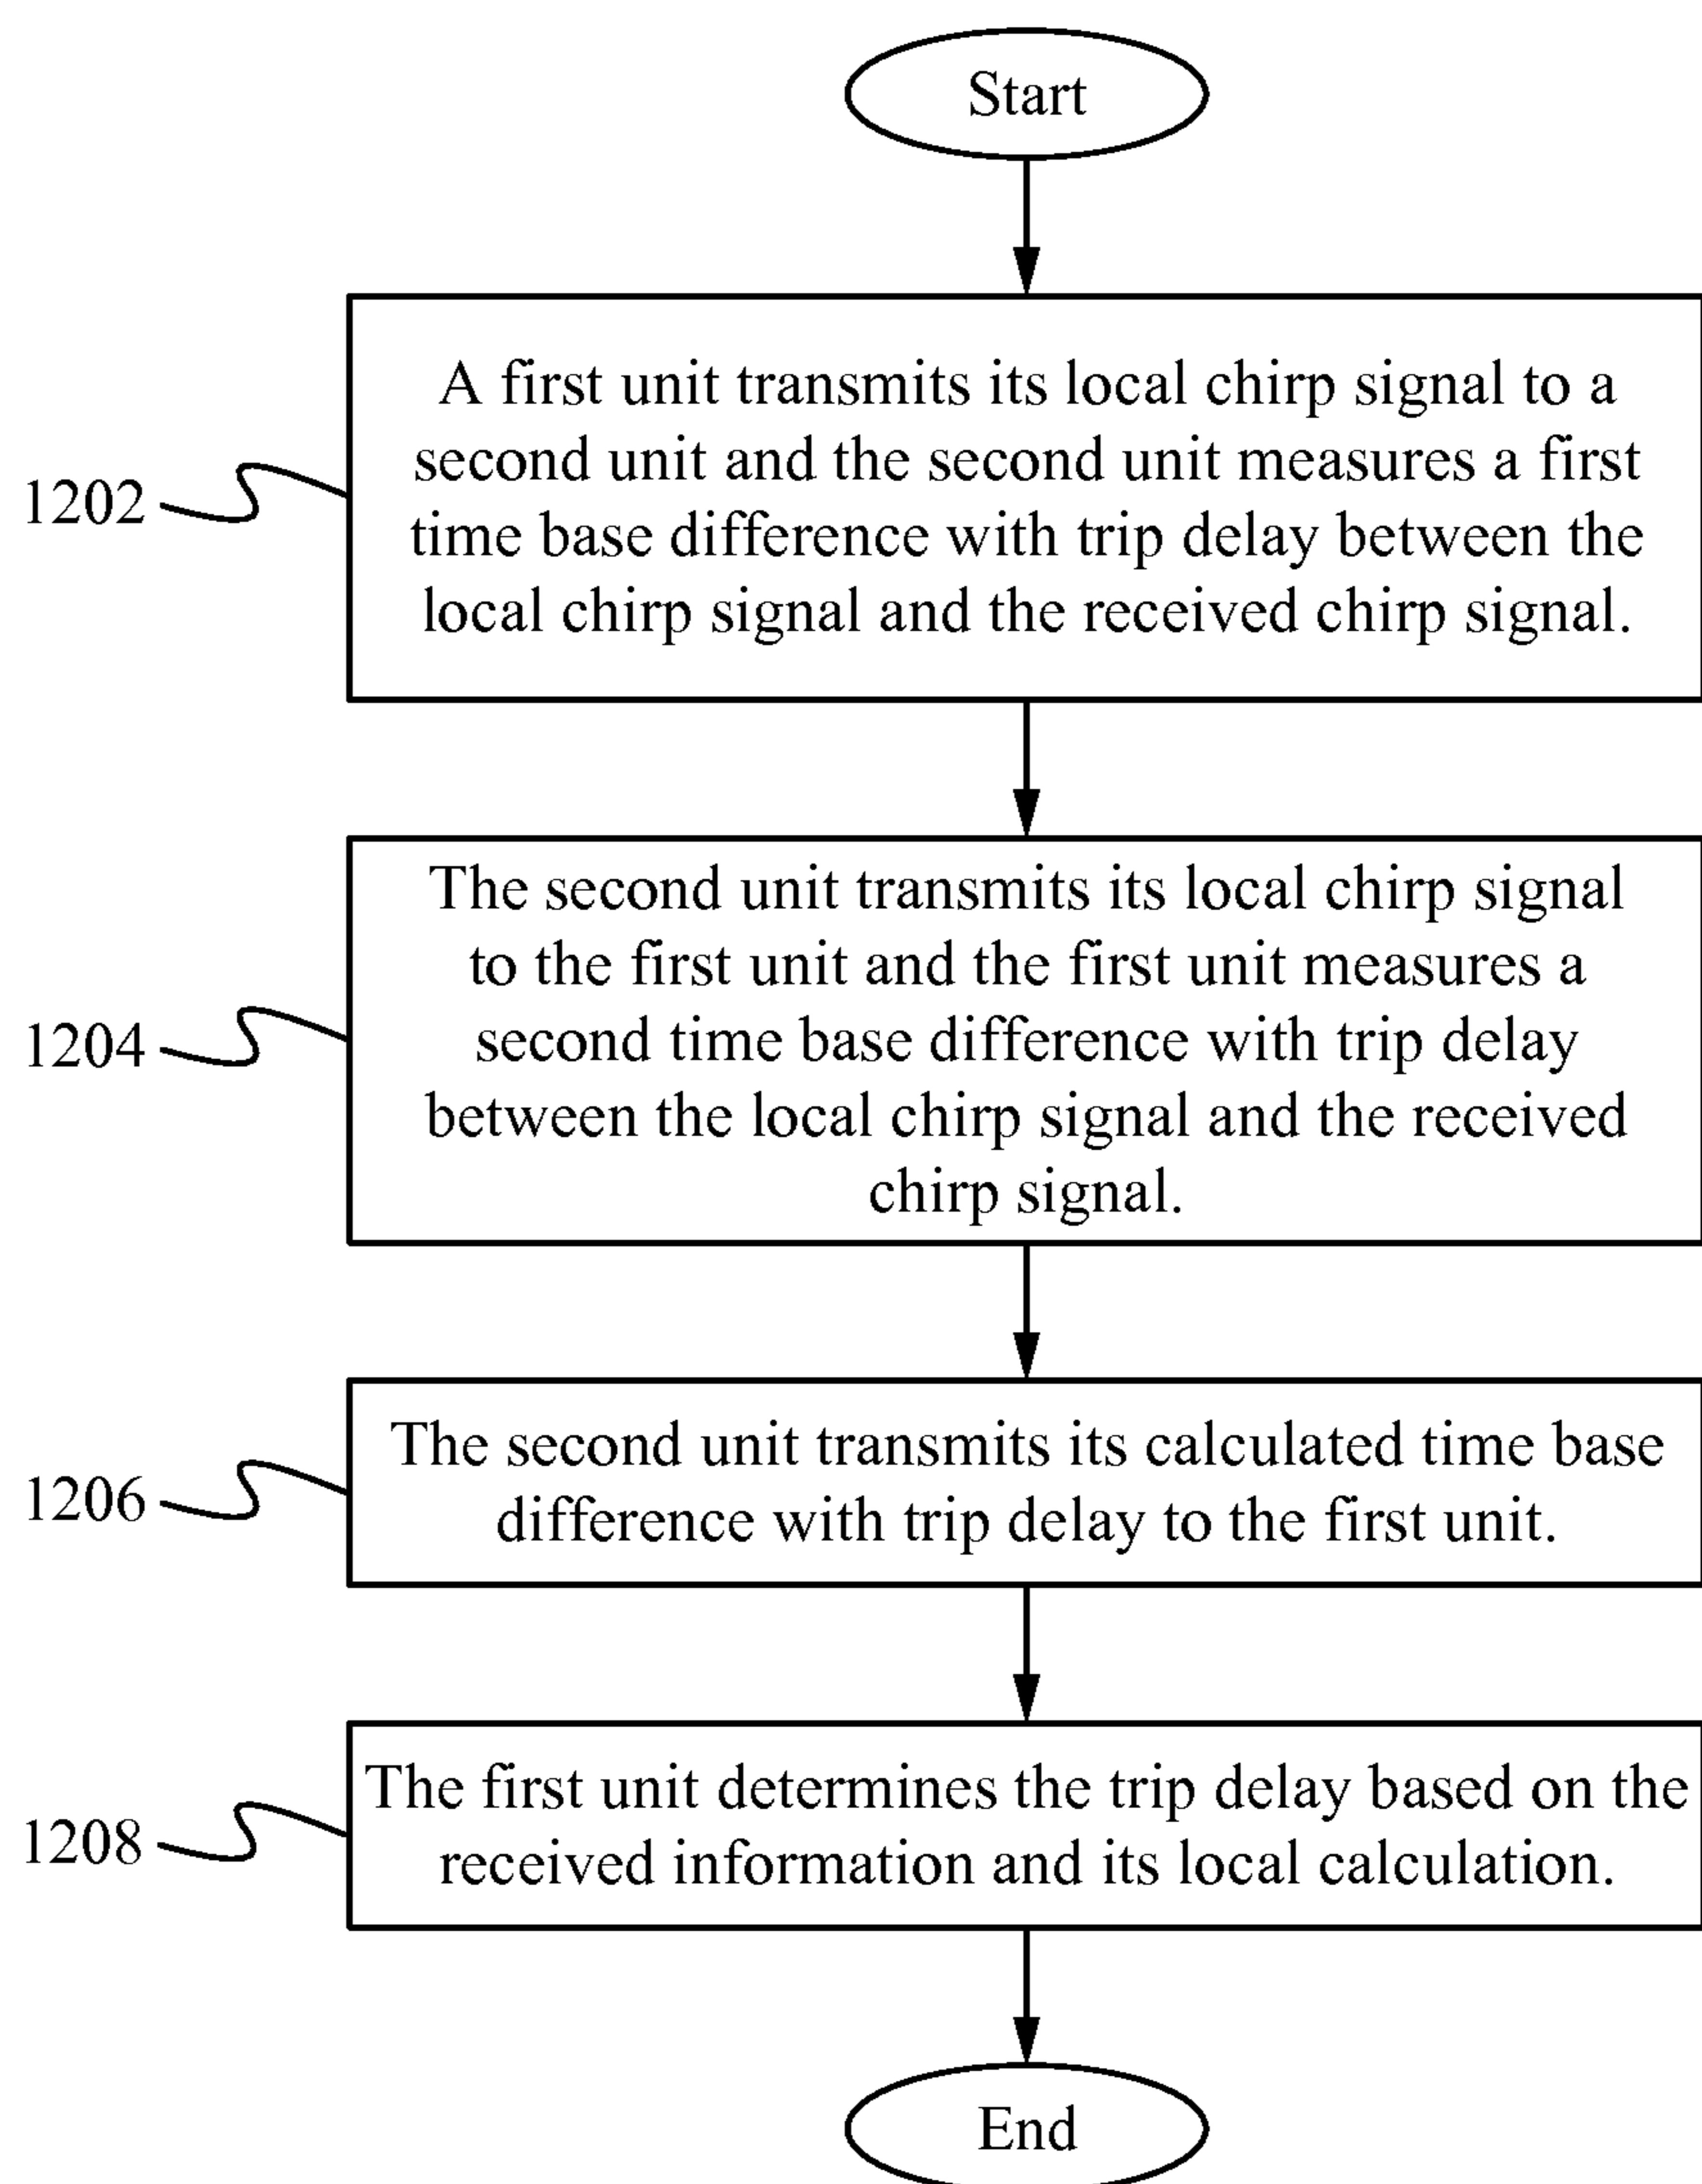 Start
A first unit transmits its local chirp signal to a
second unit and the second unit measures a first
time base difference with trip delay between the
local chirp signal and the received chirp signal.
1202
The second unit transmits its local chirp signal
to the first unit and the first unit measures a
second time base difference with trip delay
between the local chirp signal and the received
chirp signal.
1204
The second unit transmits its calculated time base
difference with trip delay to the first unit.
1206
The first unit determines the trip delay based on the
received information and its local calculation.
1208
End